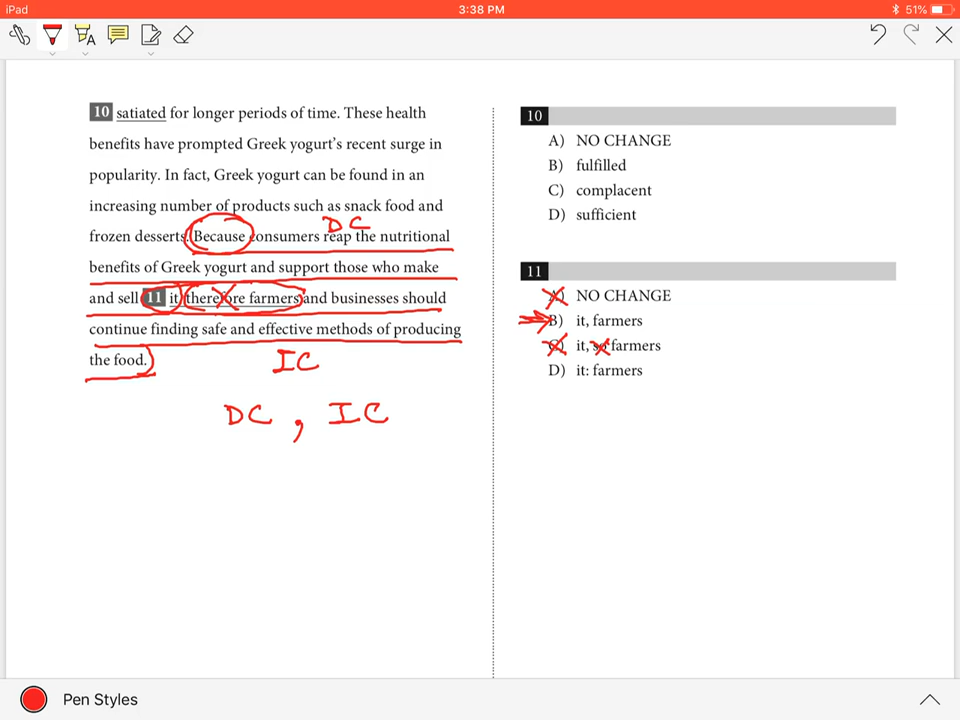 iPad
3:38 PM
51%
10 satiated for longer periods of time. These health
benefits have prompted Greek yogurt's recent surge in
popularity. In fact, Greek yogurt can be found in an
increasing number of products such as snack food and
DC
frozen desserts. Because consumers reap the nutritional
benefits of Greek yogurt and support those who make
and sell 11 it therefore farmers and businesses should
continue finding safe and effective methods of producing
the food.
IC
DC , IC
10
A) NO CHANGE
B) fulfilled
C) complacent
D) sufficient
11
A) NO CHANGE
B) it, farmers
C) it, so farmers
D) it: farmers
Pen Styles